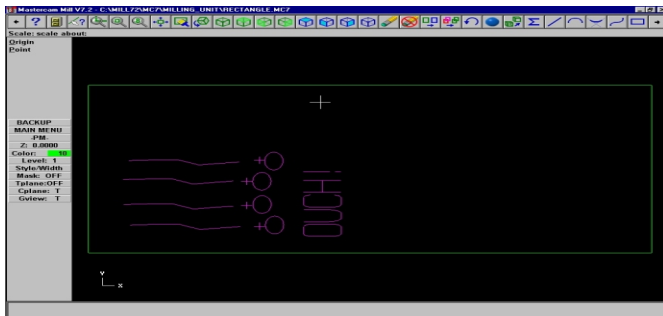 Mastercam Mill V7.2 - C:\MILL72\MC7\MILLING_UNIT\RECTANGLE.MC7
Scale: scale about:
Origin
Point
BACKUP
MAIN MENU
-PM-
Z: 0.0000
Color: 10
Level: 1
Style/Width
Mask: OFF
Tplane:OFF
Cplane: T
Gview: T
OUCHi
Y
X